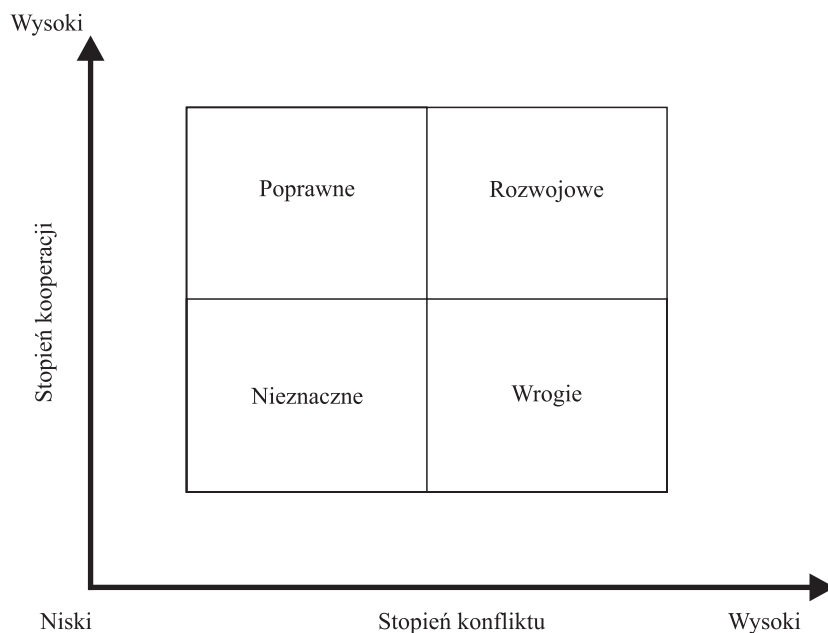 Wysoki
Poprawne
Rozwojowe
Stopień kooperacji
Nieznaczne
Wrogie
Niski
Stopień konfliktu
Wysoki